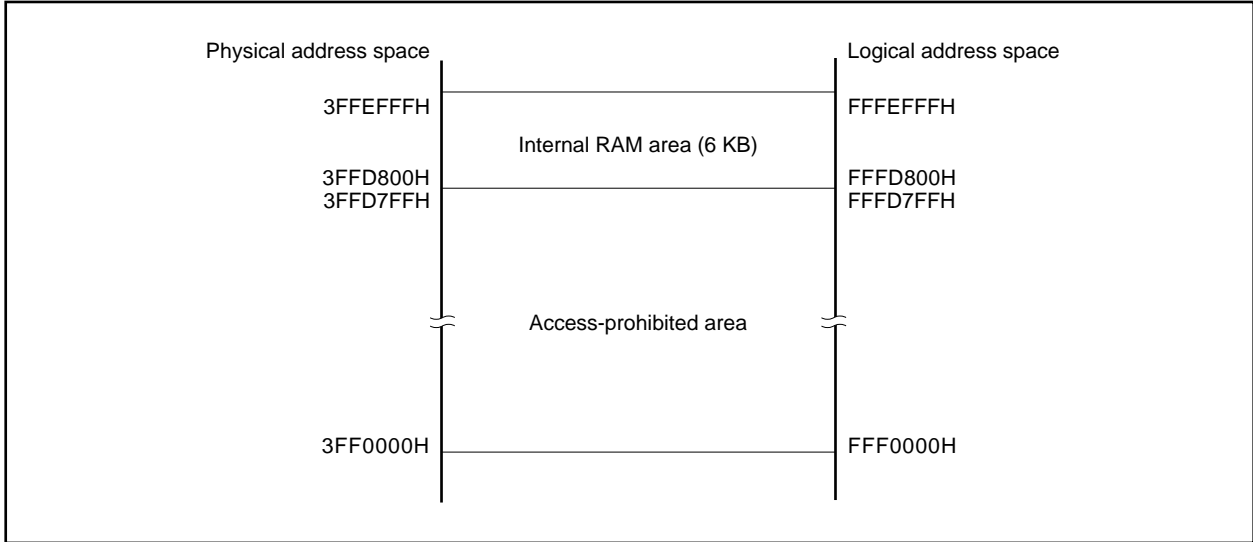 Physical address space
Logical address space
3FFEFFFH
FFFEFFFH
Internal RAM area (6 KB)
3FFD800H
FFFD800H
3FFD7FFH
FFFD7FFH
Access-prohibited area
3FF0000H
FFF0000H